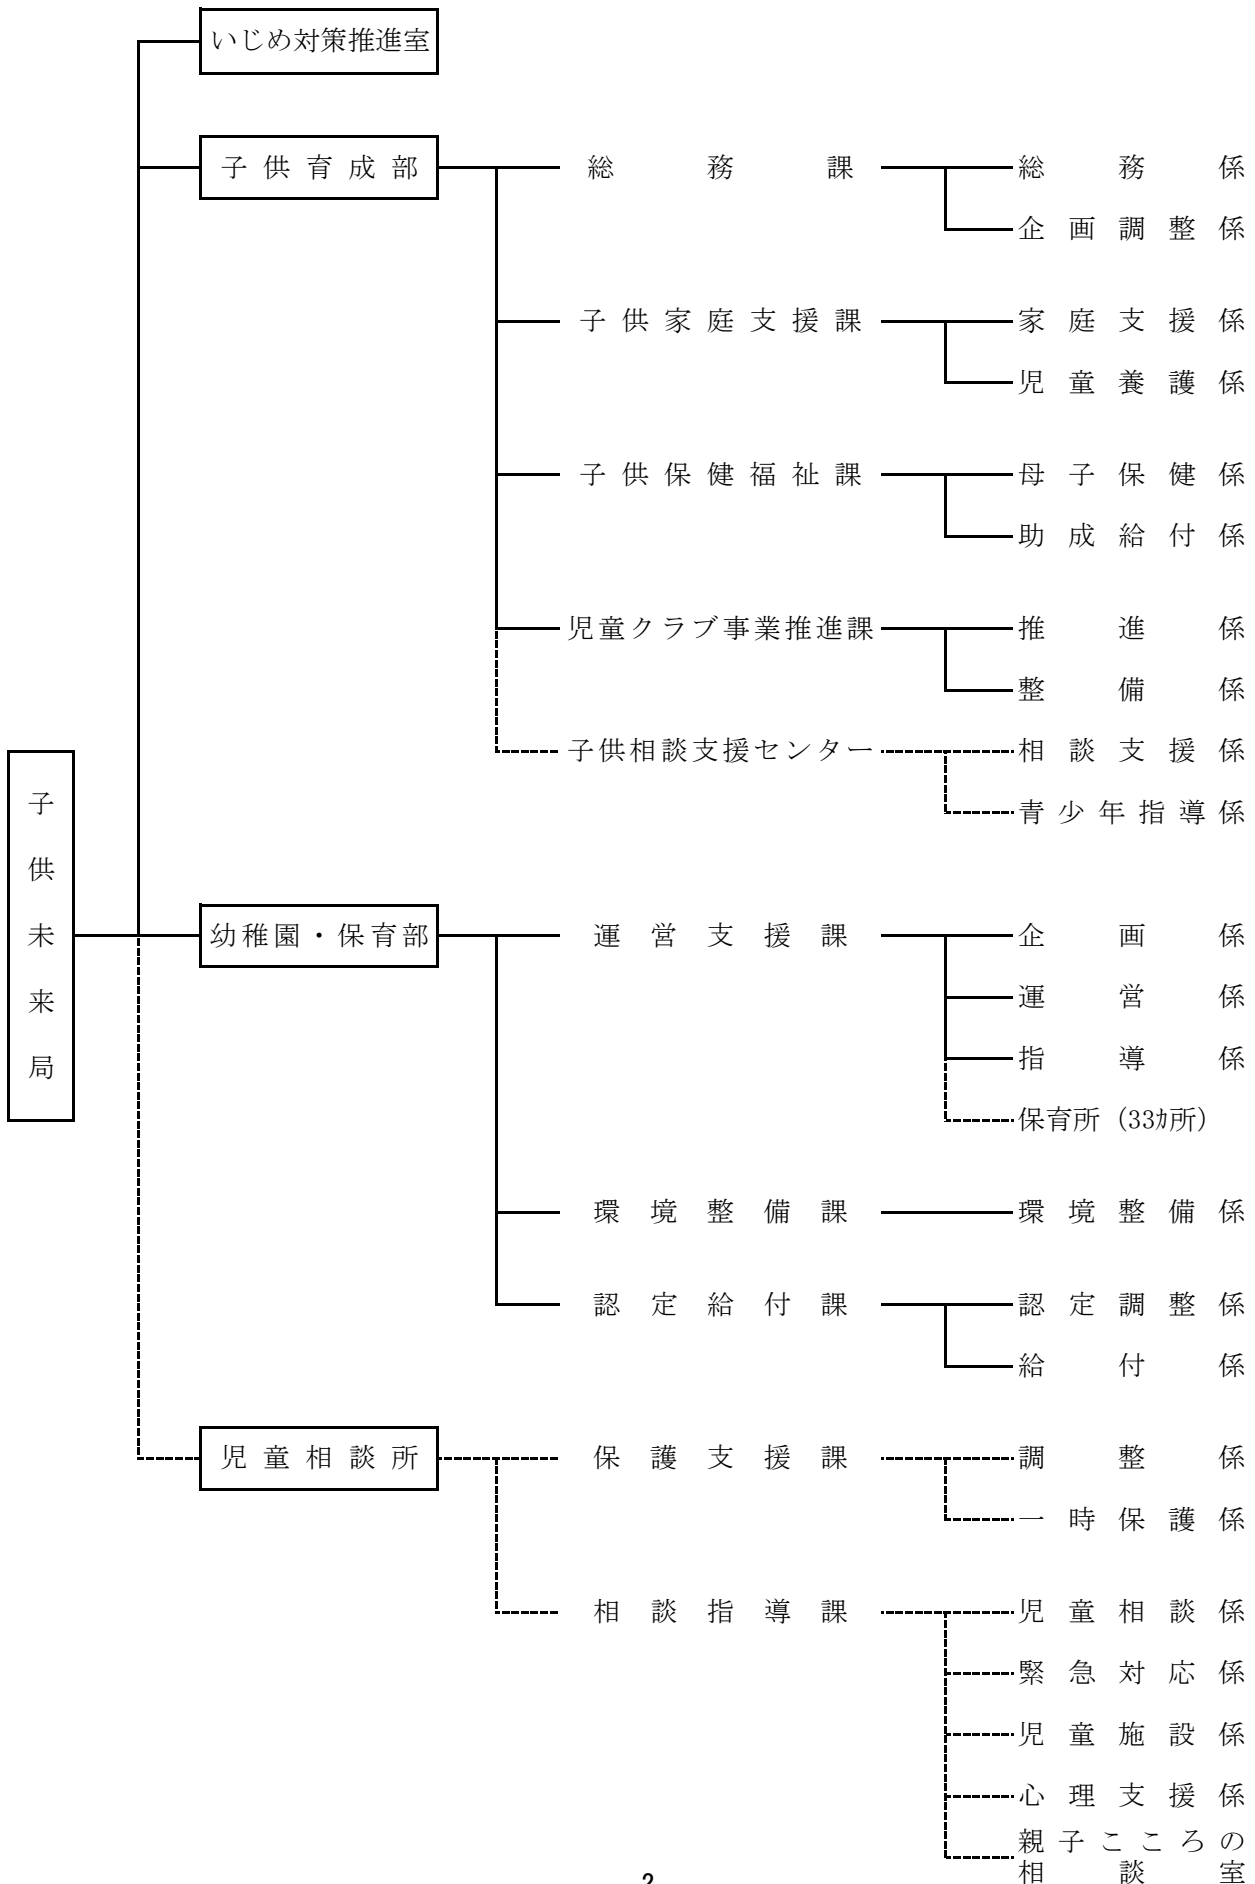 いじめ対策推進室
子供育成部 総務課 総務係
企画調整係
子供家庭支援課 家庭支援係
児童養護係
子供保健福祉課 母子保健係
助成給付係
児童クラブ事業推進課 推進係
整備係
子供相談支援センター 相談支援係
青少年指導係
子供未来局
幼稚園・保育部 運営支援課 企画係
運営係
指導係
保育所（33ｶ所）
環境整備課 環境整備係
認定給付課 認定調整係
給付係
児童相談所 保護支援課 調整係
一時保護係
相談指導課 児童相談係
緊急対応係
児童施設係
心理支援係
親子こころの
相談室
2